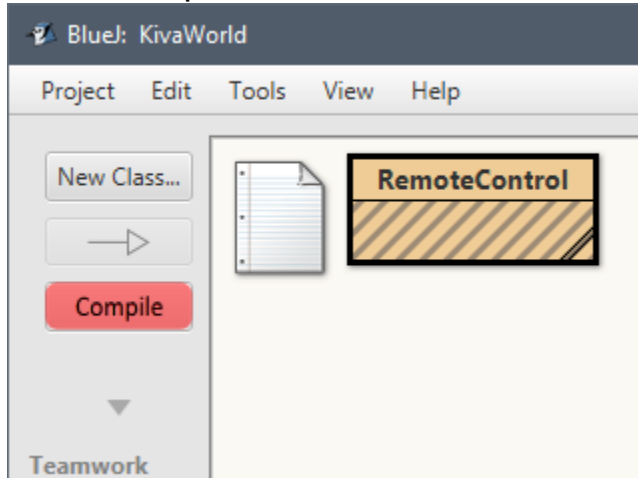 BlueJ: KivaWorld
Project Edit Tools View Help
New Class...
RemoteControl
Compile
Teamwork